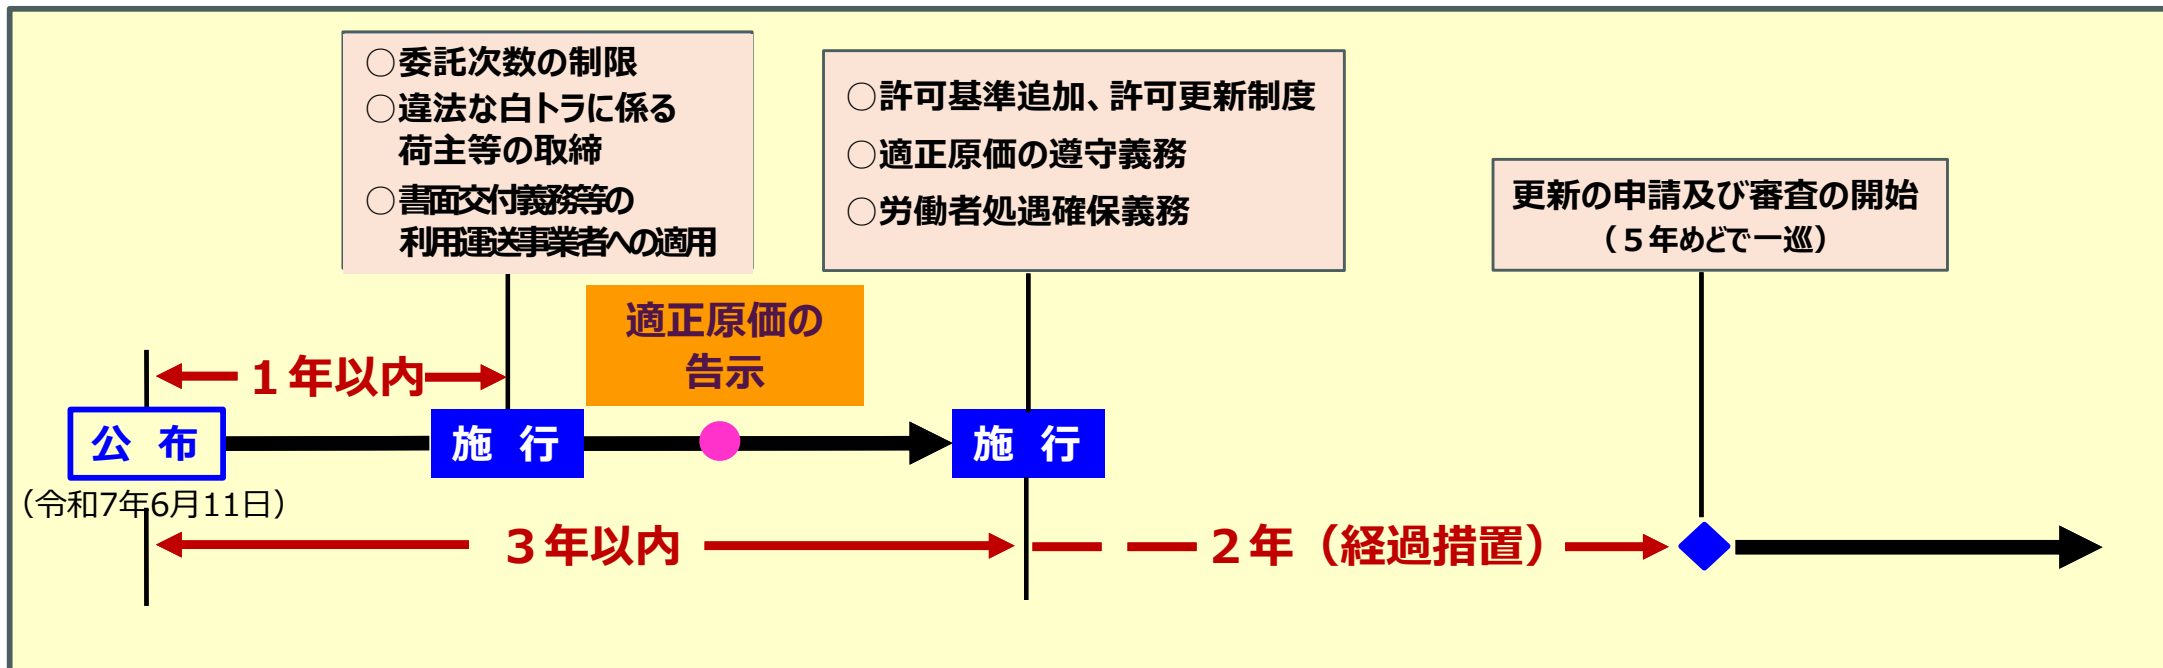 ○委託次数の制限
○違法な白トラに係る
荷主等の取締
○書面交付義務等の
利用運送事業者への適用
○許可基準追加、許可更新制度
○適正原価の遵守義務
○労働者処遇確保義務
更新の申請及び審査の開始
（５年めどで一巡）
適正原価の
告示
１年以内
公 布
施 行
施 行
（令和7年6月11日）
３年以内
２年（経過措置）